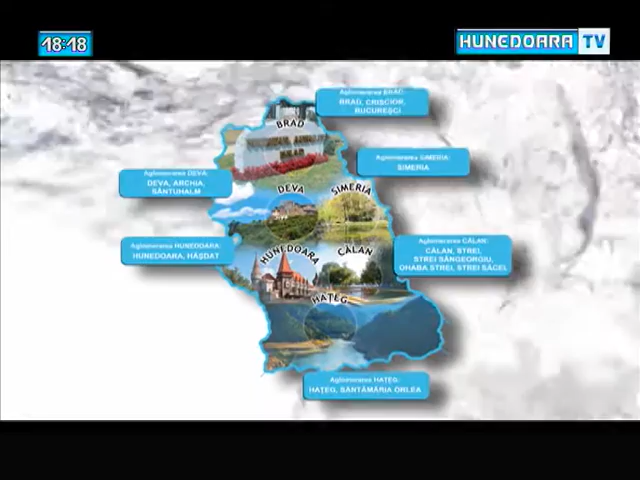 18:18
HUNEDOARA TV
Aglomerarea BRAD:
BRAD, CRISCIOR,
BUCUREȘCI
BRAD
Aglomerarea SIMERIA:
SIMERIA
Aglomerarea DEVA:
DEVA, ARCHIA,
SÂNTUHALM
DEVA
SIMERIA
Aglomerarea HUNEDOARA:
HUNEDOARA, HĂȘDAT
HUNEDOARA
CĂLAN
Aglomerarea CĂLAN:
CĂLAN, STREI,
STREI SÂNGEORGIU,
OHABA STREI, STREI SĂCEL
HAȚEG
Aglomerarea HAȚEG:
HAȚEG, SÂNTĂMĂRIA ORLEA